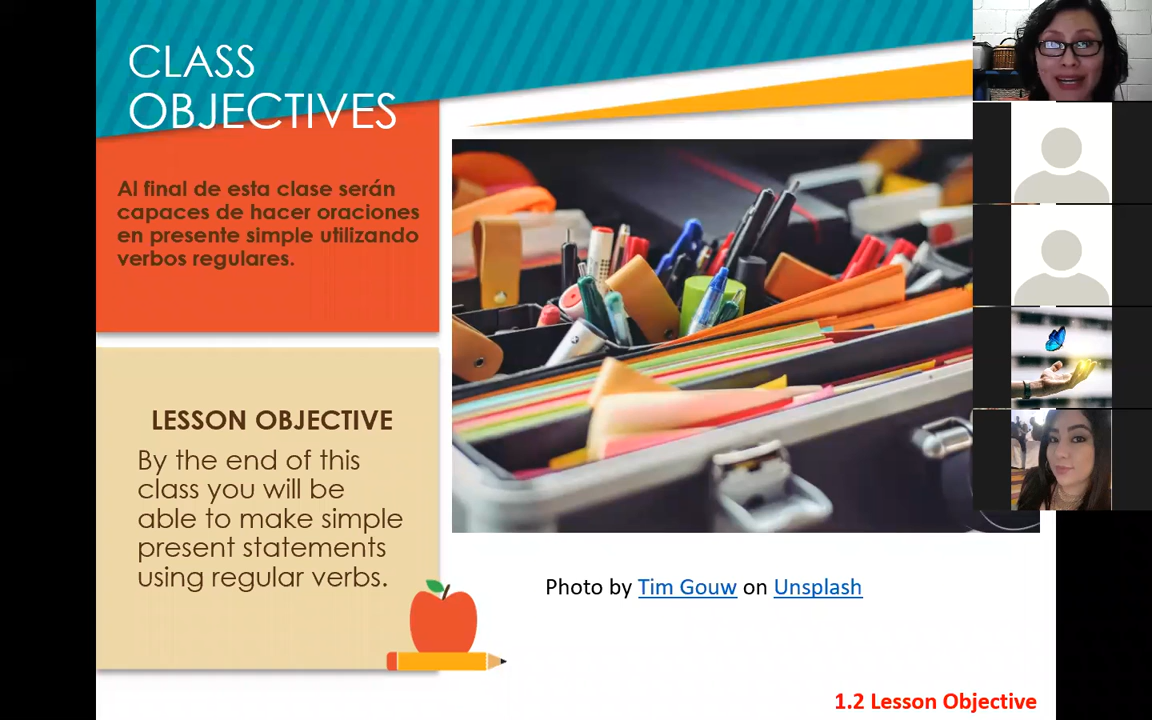 CLASS
OBJECTIVES
Al final de esta clase serán
capaces de hacer oraciones
en presente simple utilizando
verbos regulares.
LESSON OBJECTIVE
By the end of this
class you will be
able to make simple
present statements
using regular verbs.
Photo by Tim Gouw on Unsplash
1.2 Lesson Objective